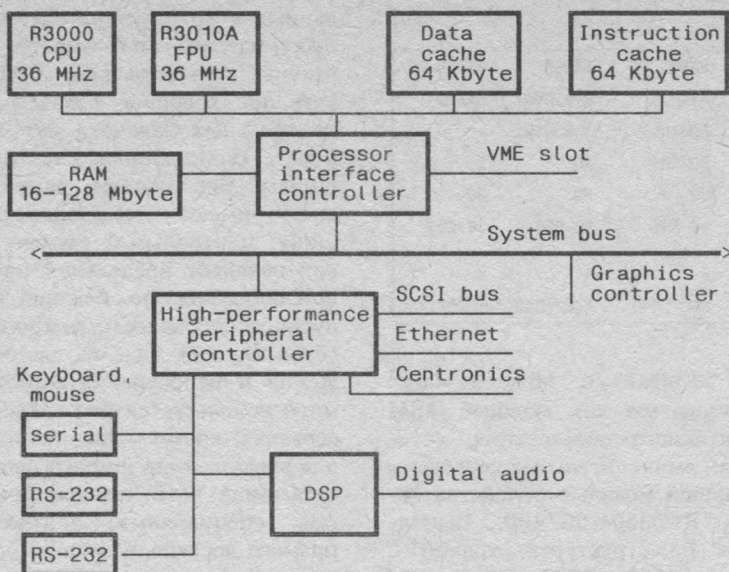 R3000
CPU
36 MHz
R3010A
FPU
36 MHz
Data
cache
64 Kbyte
Instruction
cache
64 Kbyte
RAM
16-128 Mbyte
Processor
interface
controller
VME slot
System bus
Graphics
controller
High-performance
peripheral
controller
SCSI bus
Ethernet
Centronics
Keyboard
mouse
serial
RS-232
RS-232
DSP
Digital audio